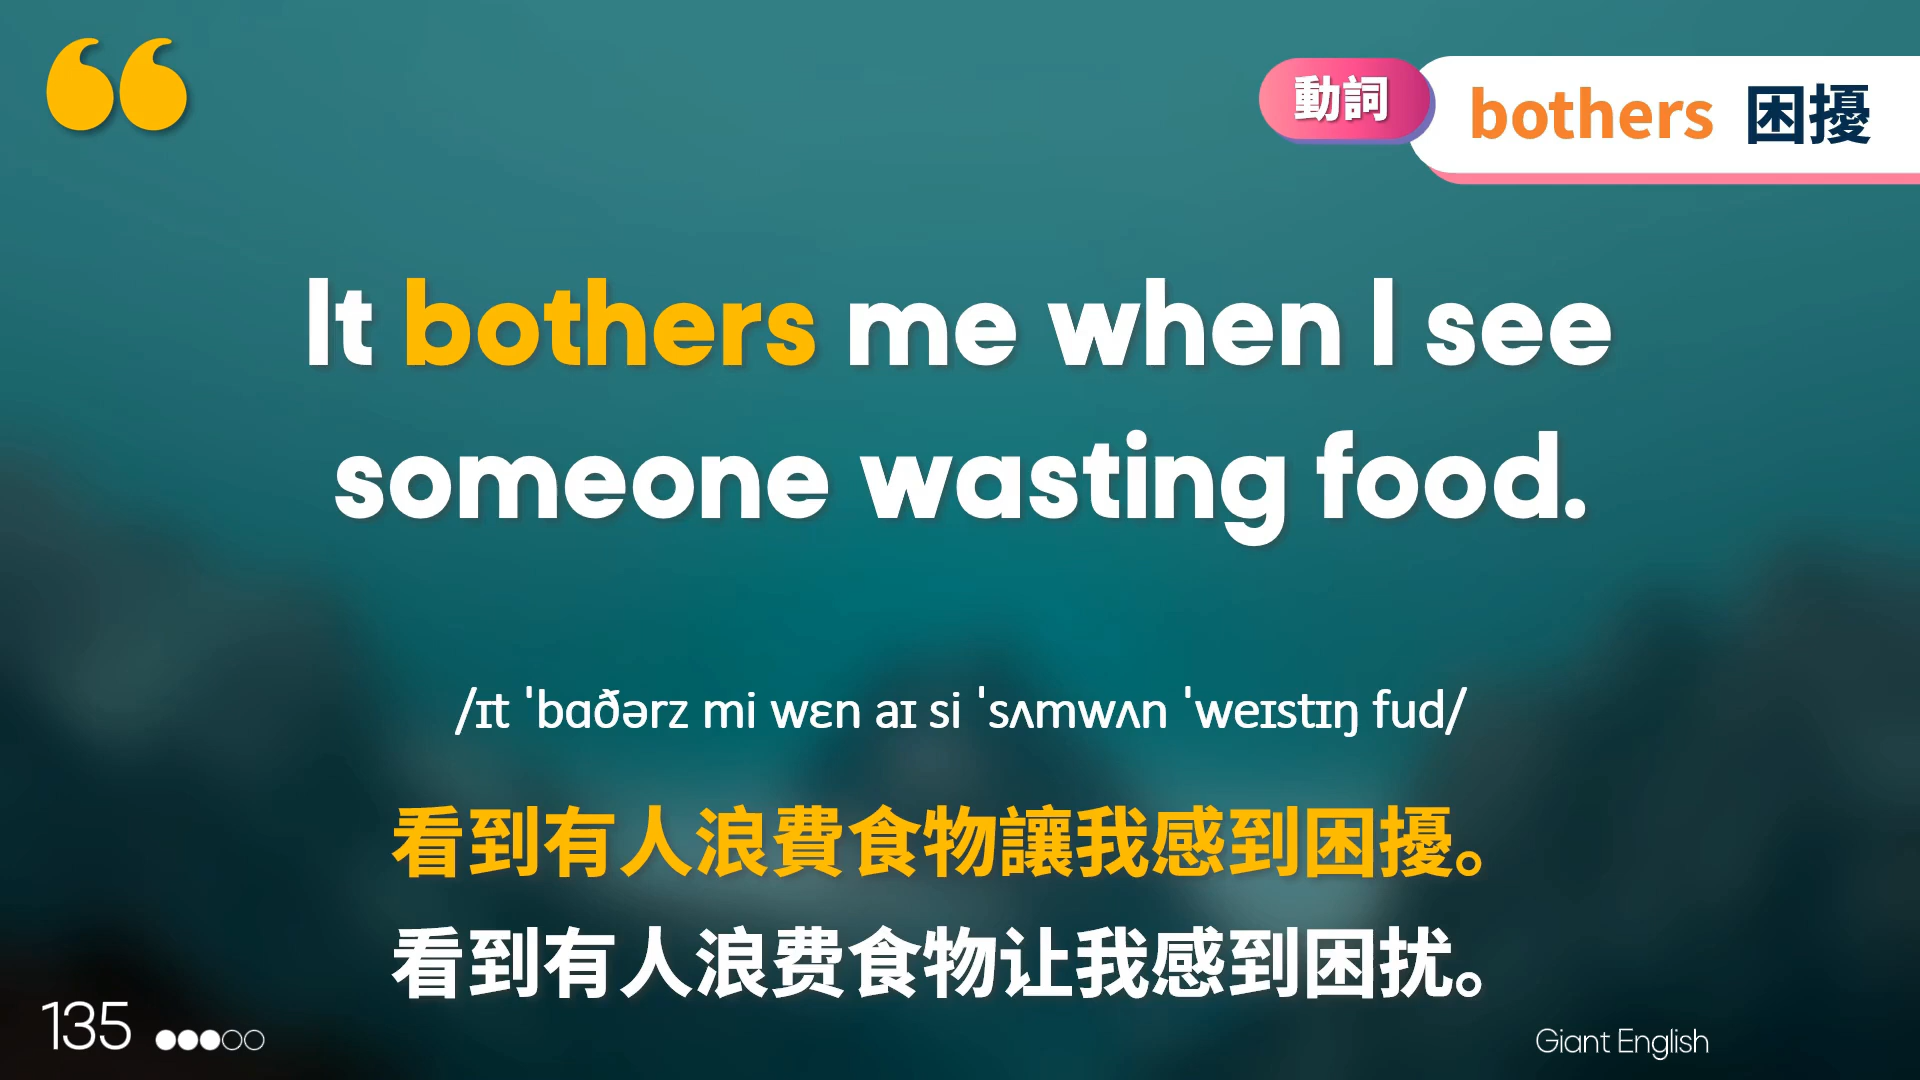 動詞
bothers 困擾
It bothers me when I see
someone wasting food.
/ɪt ˈbɑðərz mi wɛn aɪ si ˈsʌmwʌn ˈweɪstɪŋ fud/
看到有人浪費食物讓我感到困擾。
看到有人浪费食物让我感到困扰。
135
Giant English